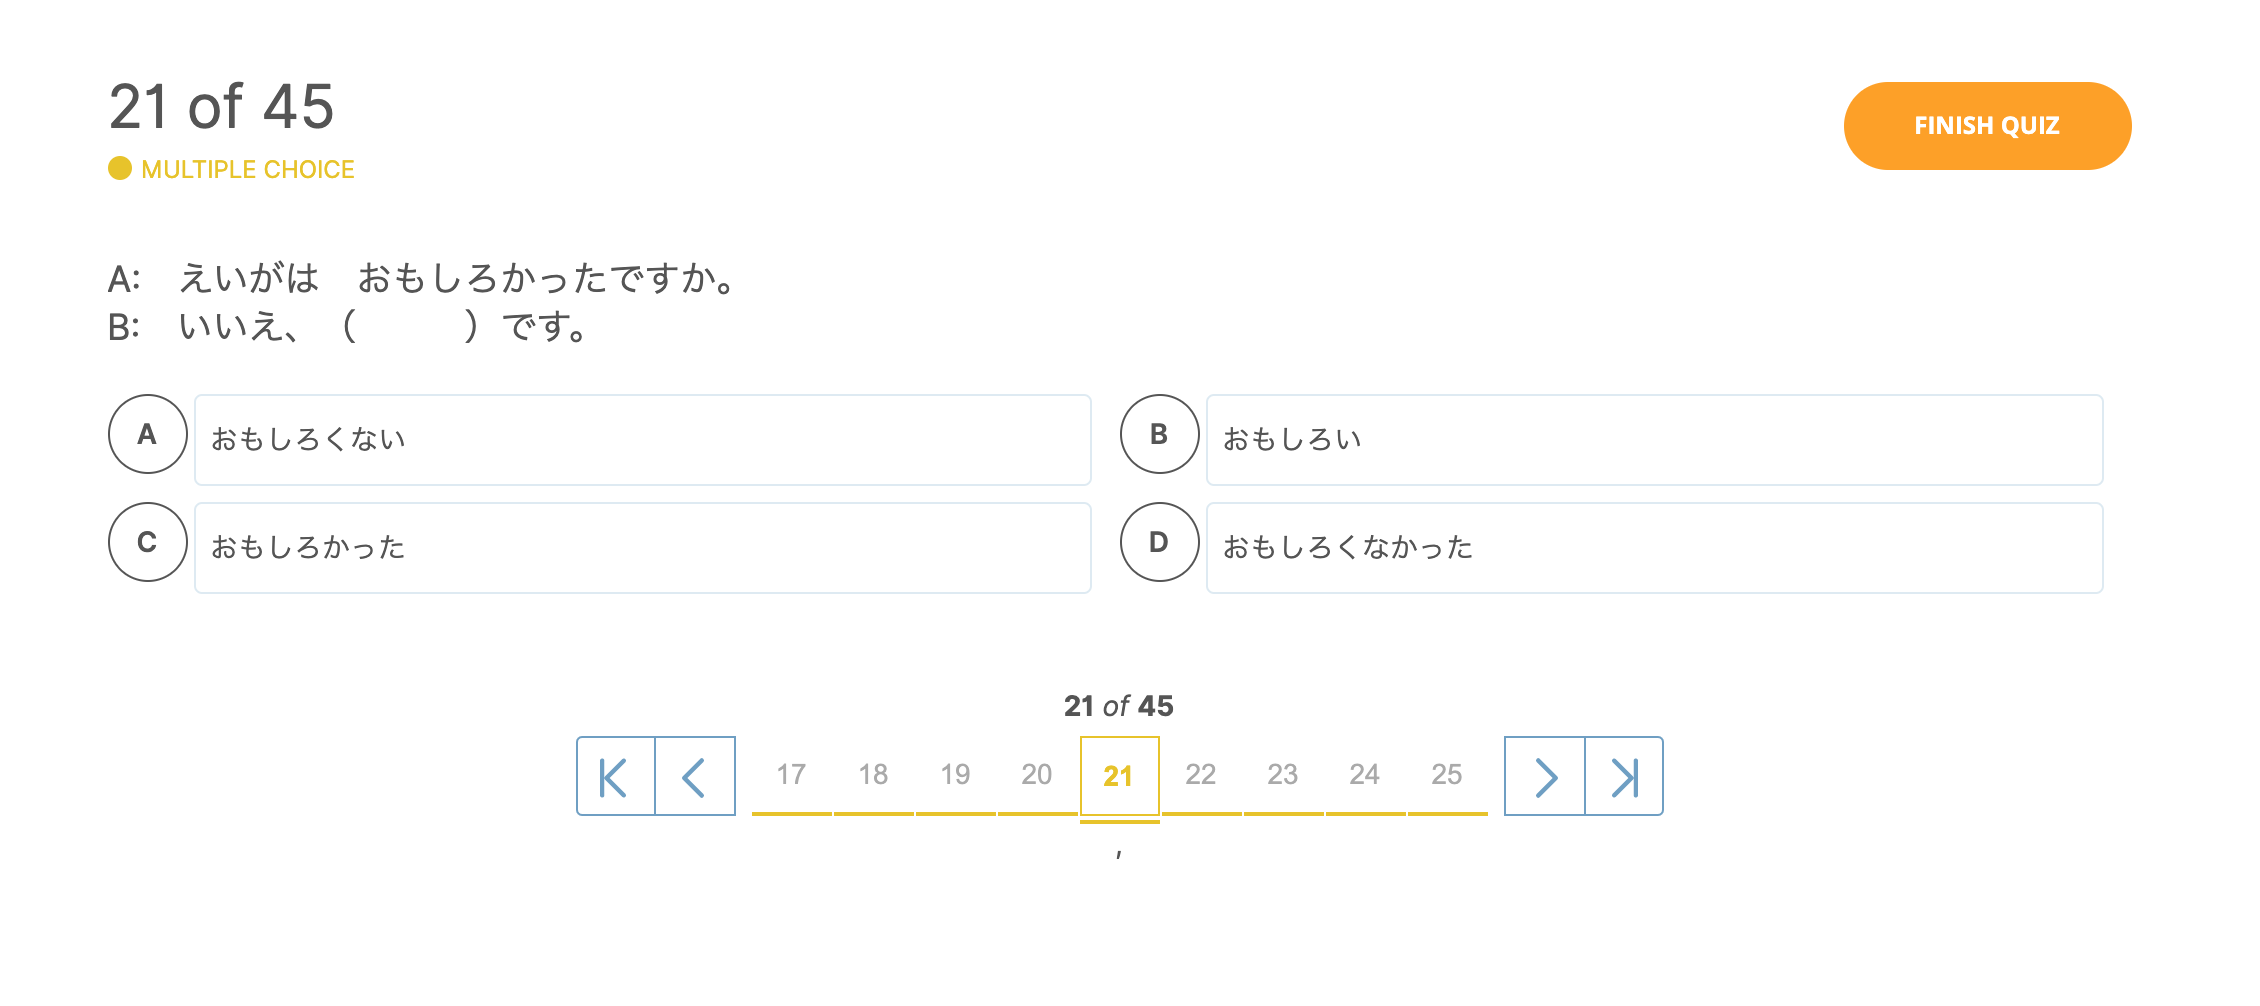 21 of 45
FINISH QUIZ
MULTIPLE CHOICE
A:　えいがは　おもしろかったですか。
B:　いいえ、（　　　）です。
A おもしろくない
B おもしろい
C おもしろかった
D おもしろくなかった
21 of 45
17 18 19 20 21 22 23 24 25
,